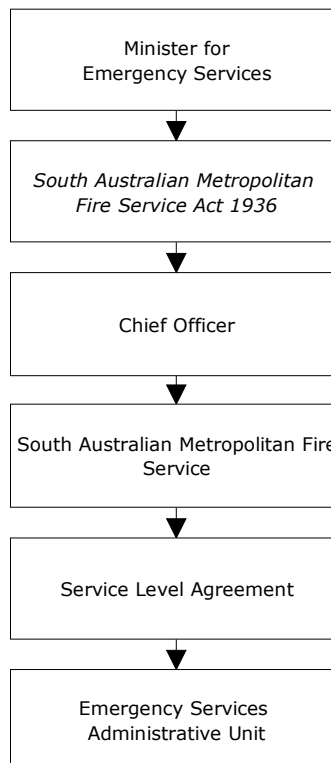 Minister for
Emergency Services
South Australian Metropolitan
Fire Service Act 1936
Chief Officer
South Australian Metropolitan Fire
Service
Service Level Agreement
Emergency Services
Administrative Unit